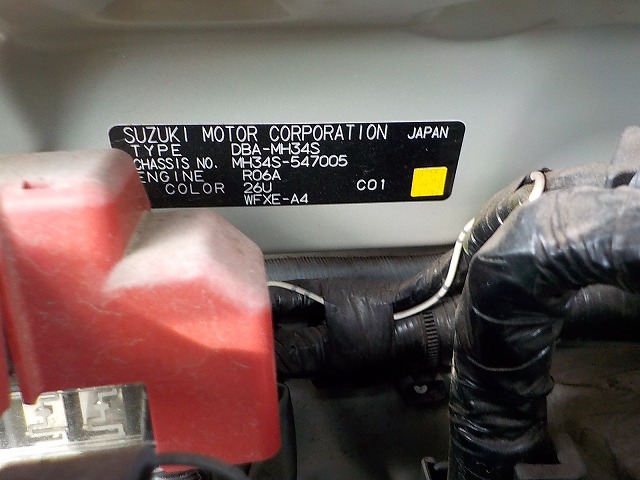 SUZUKI MOTOR CORPORATION JAPAN
TYPE DBA-MH34S
CHASSIS NO. MH34S-547005
ENGINE R06A
COLOR 26U C01
WFXE-A4